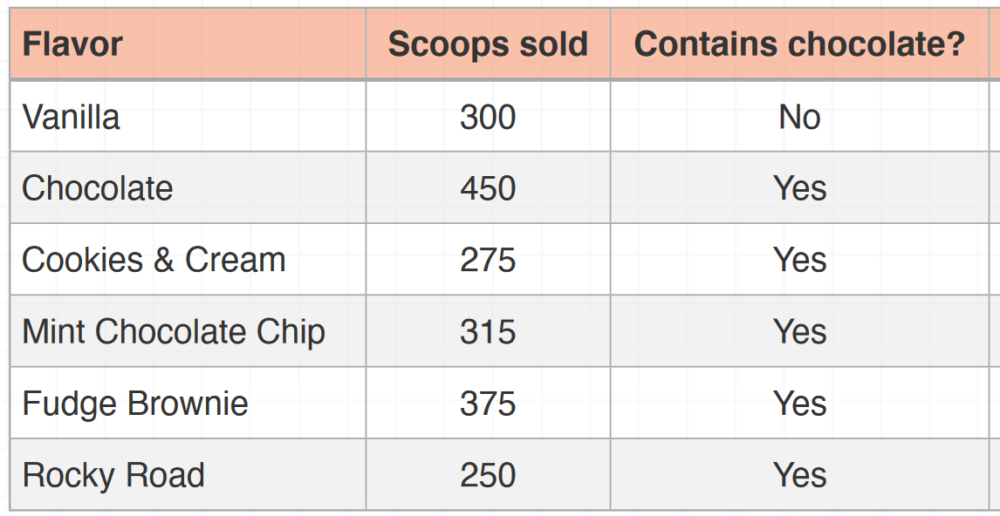 Flavor Scoops sold Contains chocolate?
Vanilla 300 No
Chocolate 450 Yes
Cookies & Cream 275 Yes
Mint Chocolate Chip 315 Yes
Fudge Brownie 375 Yes
Rocky Road 250 Yes